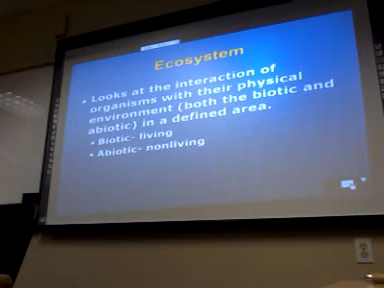 Ecosystem
• Looks at the interaction of
organisms with their physical
environment (both the biotic and
abiotic) in a defined area.
• Biotic- living
• Abiotic- nonliving